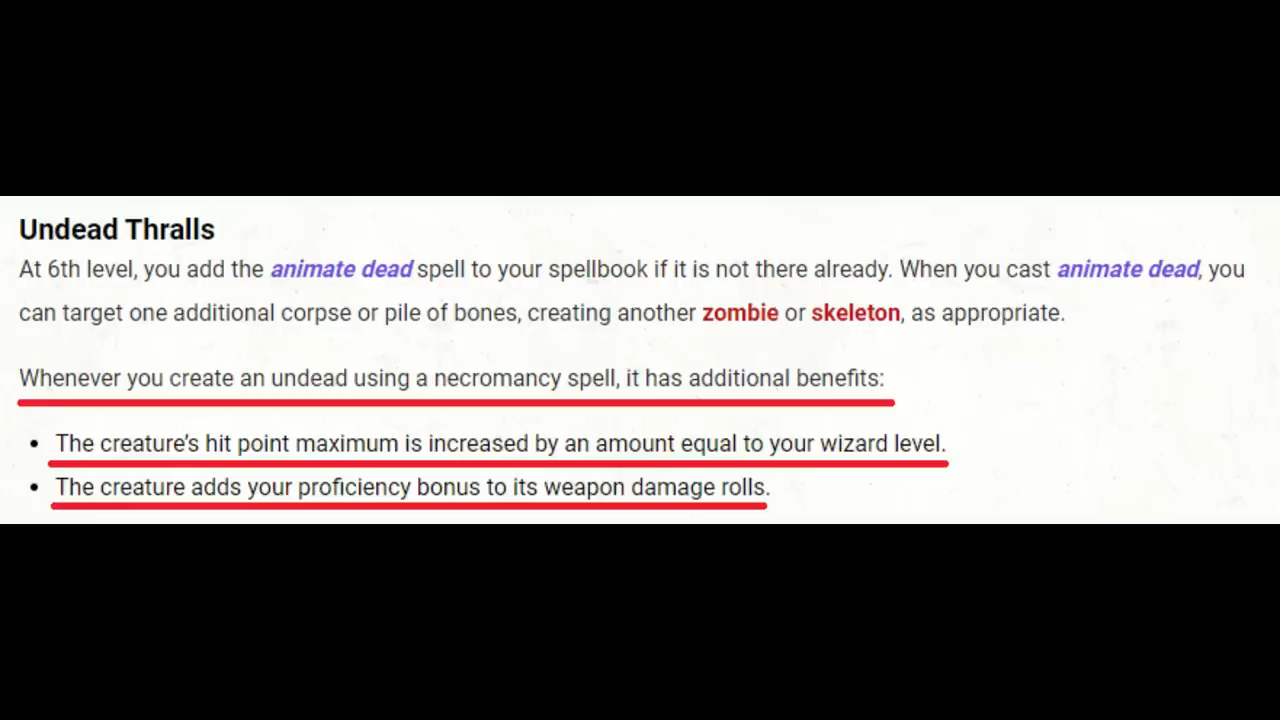 Undead Thralls
At 6th level, you add the animate dead spell to your spellbook if it is not there already. When you cast animate dead, you
can target one additional corpse or pile of bones, creating another zombie or skeleton, as appropriate.
Whenever you create an undead using a necromancy spell, it has additional benefits:
• The creature's hit point maximum is increased by an amount equal to your wizard level.
• The creature adds your proficiency bonus to its weapon damage rolls.